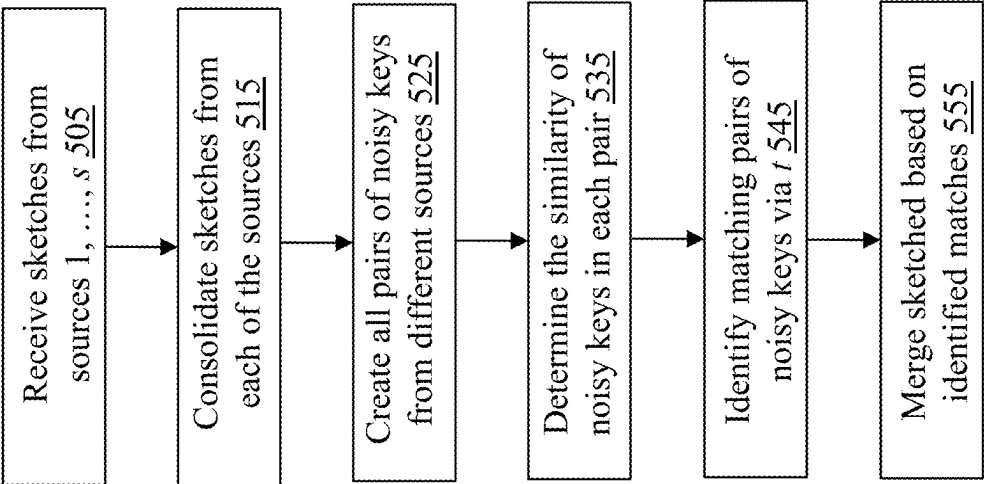 Receive sketches from
sources 1, …, s 505
Consolidate sketches from
each of the sources 515
Create all pairs of noisy keys
from different sources 525
Determine the similarity of
noisy keys in each pair 535
Identify matching pairs of
noisy keys via t 545
Merge sketched based on
identified matches 555